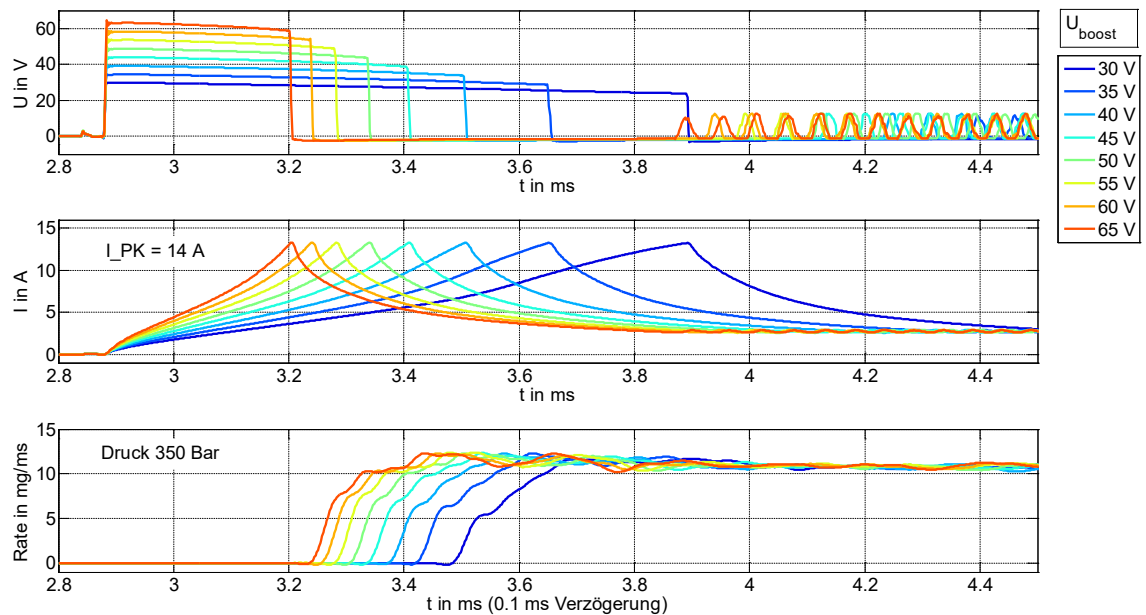 60
40
20
0
U in V
2.8 3 3.2 3.4 3.6 3.8 4 4.2 4.4
t in ms
U_boost
30 V
35 V
40 V
45 V
50 V
55 V
60 V
65 V
15
10
5
0
I in A
I_PK = 14 A
2.8 3 3.2 3.4 3.6 3.8 4 4.2 4.4
t in ms
15
10
5
0
Rate in mg/ms
Druck 350 Bar
2.8 3 3.2 3.4 3.6 3.8 4 4.2 4.4
t in ms (0.1 ms Verzögerung)